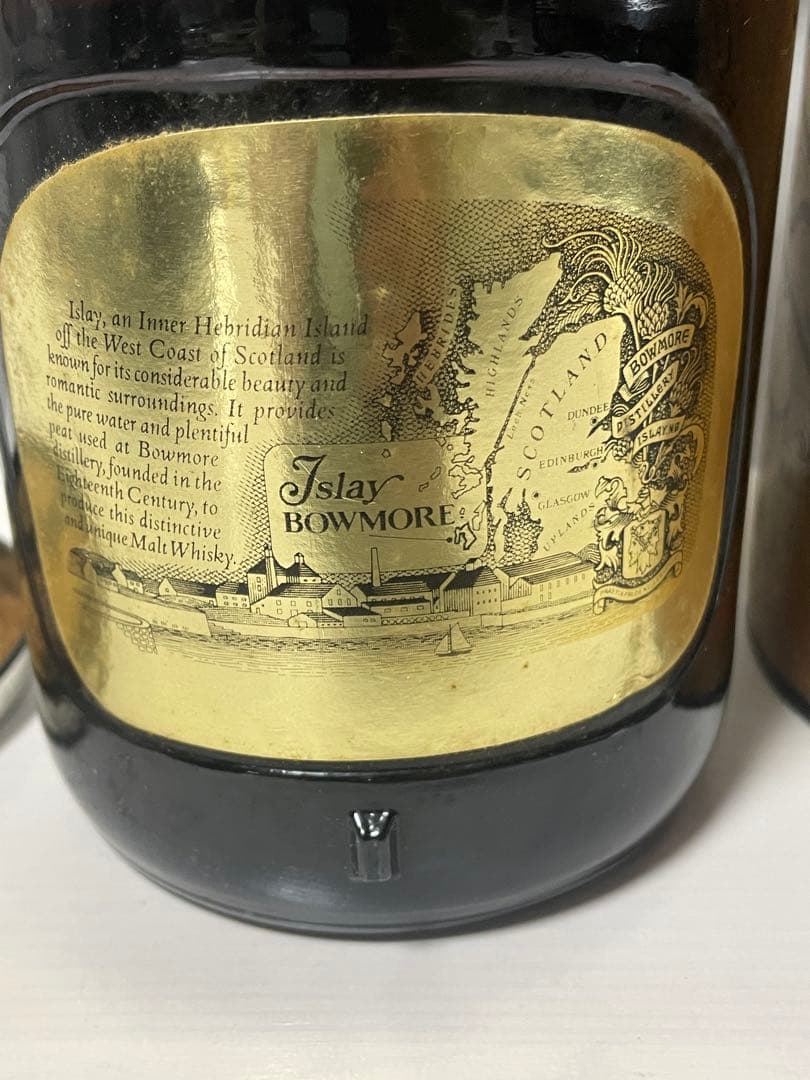 Islay, an Inner Hebridian Island
off the West Coast of Scotland is
known for its considerable beauty and
romantic surroundings. It provides
the pure water and plentiful
peat used at Bowmore
distillery, founded in the
Eighteenth Century, to
produce this distinctive
and unique Malt Whisky.
Islay
BOWMORE
HEBRIDES
HIGHLANDS
Loch Ness
SCOTLAND
DUNDEE
EDINBURGH
GLASGOW
UPLANDS
BOWMORE
DISTILLERY
ISLAY, NB